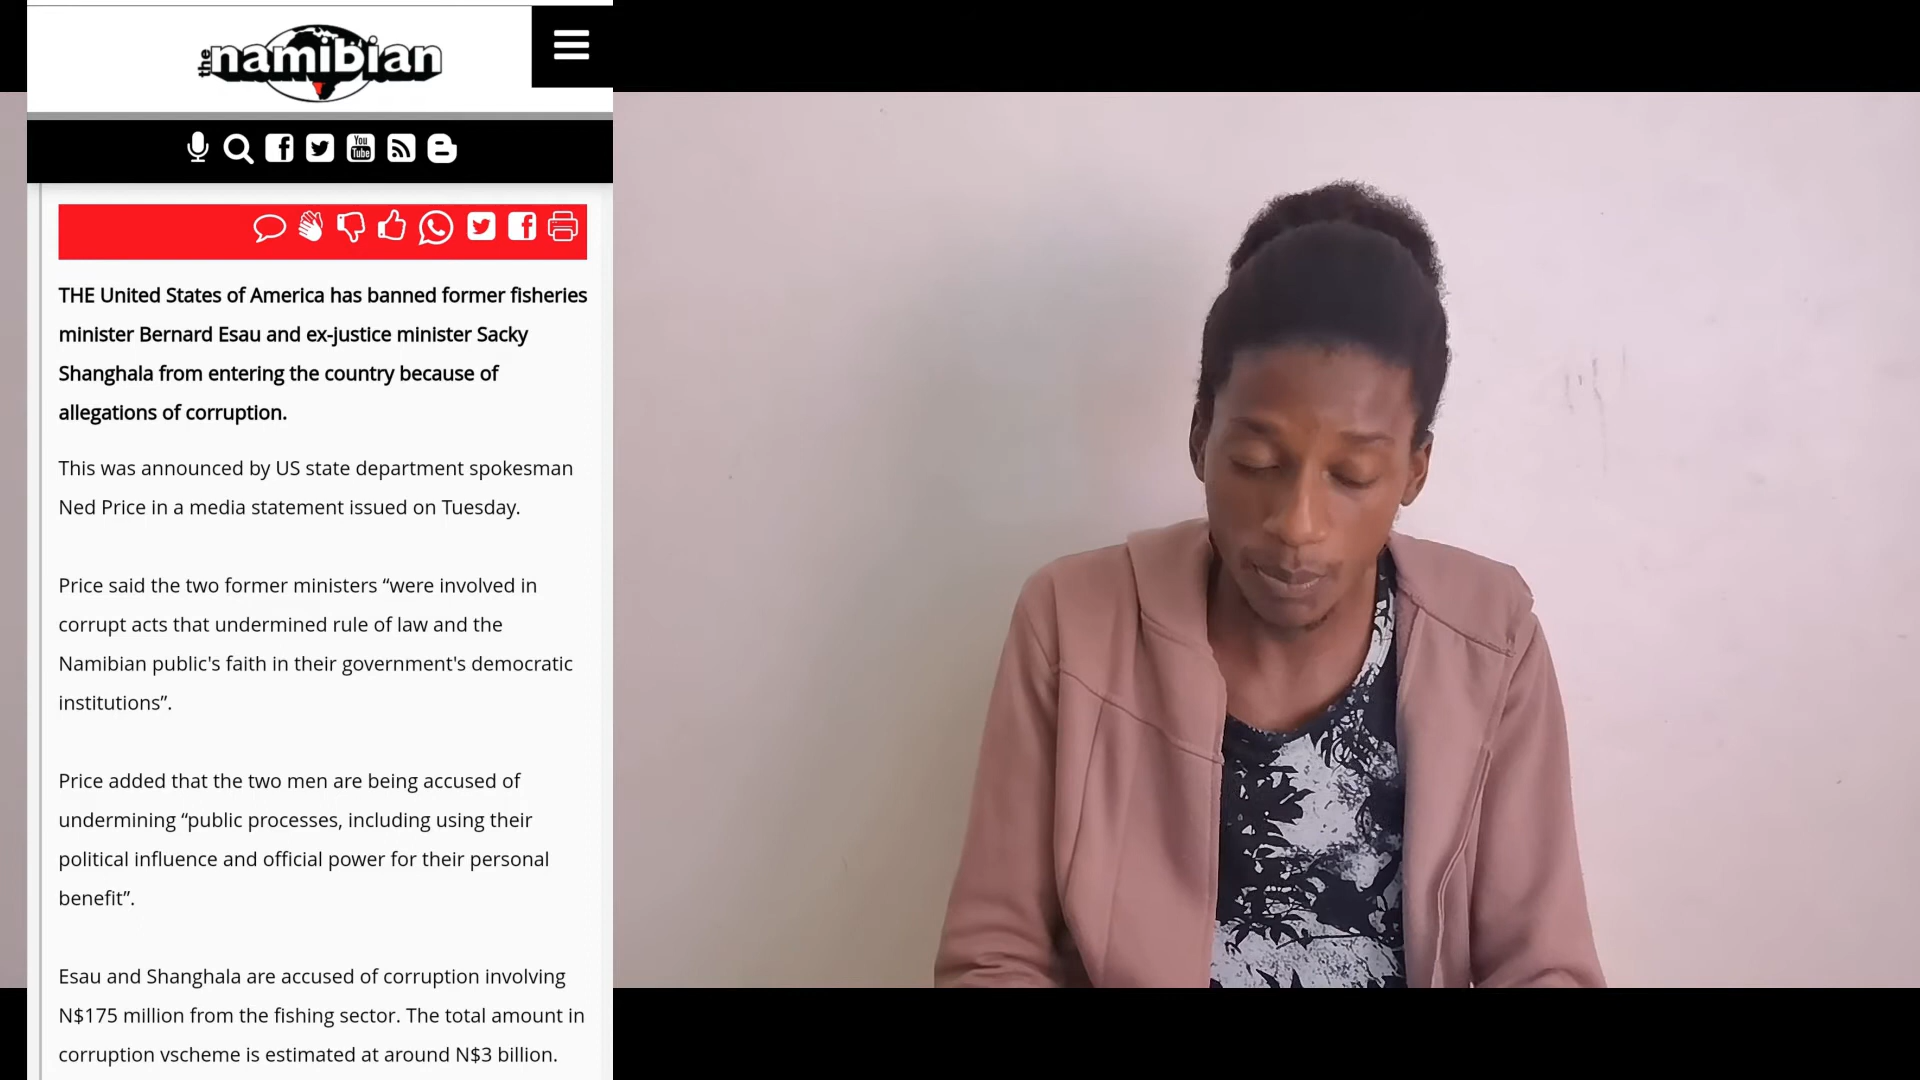 the namibian
You
Tube
THE United States of America has banned former fisheries
minister Bernard Esau and ex-justice minister Sacky
Shanghala from entering the country because of
allegations of corruption.
This was announced by US state department spokesman
Ned Price in a media statement issued on Tuesday.
Price said the two former ministers “were involved in
corrupt acts that undermined rule of law and the
Namibian public's faith in their government's democratic
institutions”.
Price added that the two men are being accused of
undermining “public processes, including using their
political influence and official power for their personal
benefit”.
Esau and Shanghala are accused of corruption involving
N$175 million from the fishing sector. The total amount in
corruption vscheme is estimated at around N$3 billion.